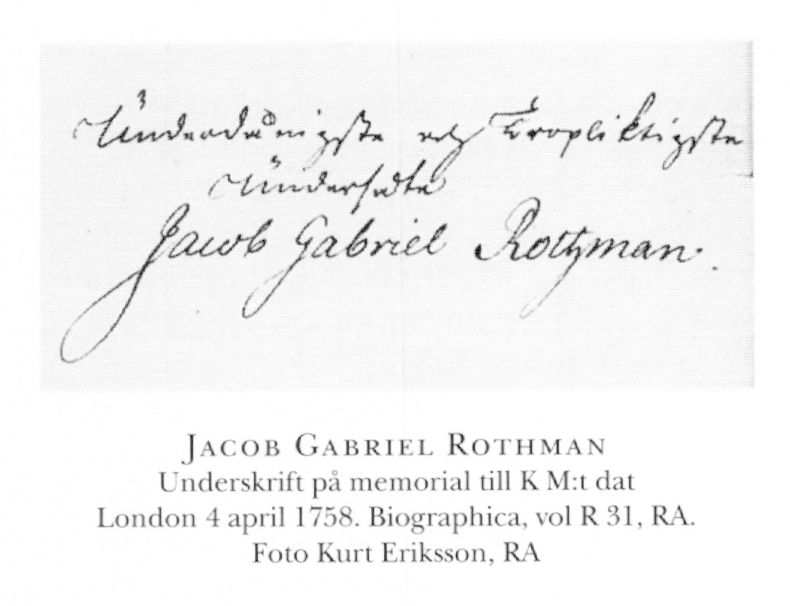 Underdånigste och Tropliktigste
Undersåte
Jacob Gabriel Rothman.
JACOB GABRIEL ROTHMAN
Underskrift på memorial till K M:t dat
London 4 april 1758. Biographica, vol R 31, RA.
Foto Kurt Eriksson, RA